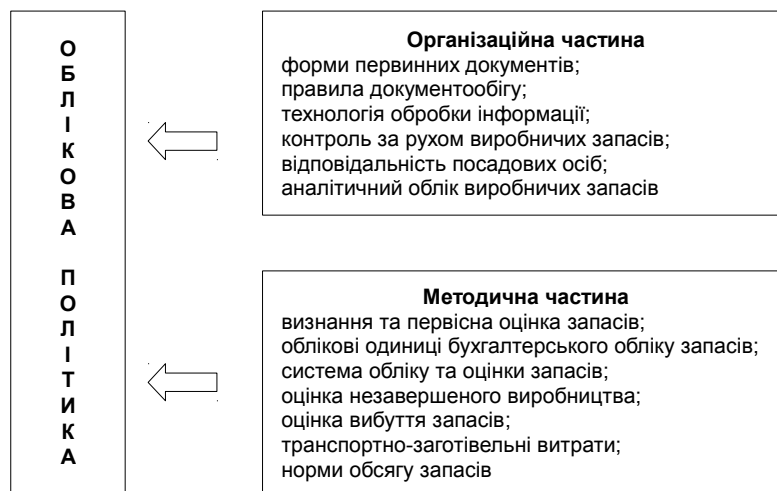 ОБЛІКОВА ПОЛІТИКА
Організаційна частина
форми первинних документів;
правила документообігу;
технологія обробки інформації;
контроль за рухом виробничих запасів;
відповідальність посадових осіб;
аналітичний облік виробничих запасів
Методична частина
визнання та первісна оцінка запасів;
облікові одиниці бухгалтерського обліку запасів;
система обліку та оцінки запасів;
оцінка незавершеного виробництва;
оцінка вибуття запасів;
транспортно-заготівельні витрати;
норми обсягу запасів